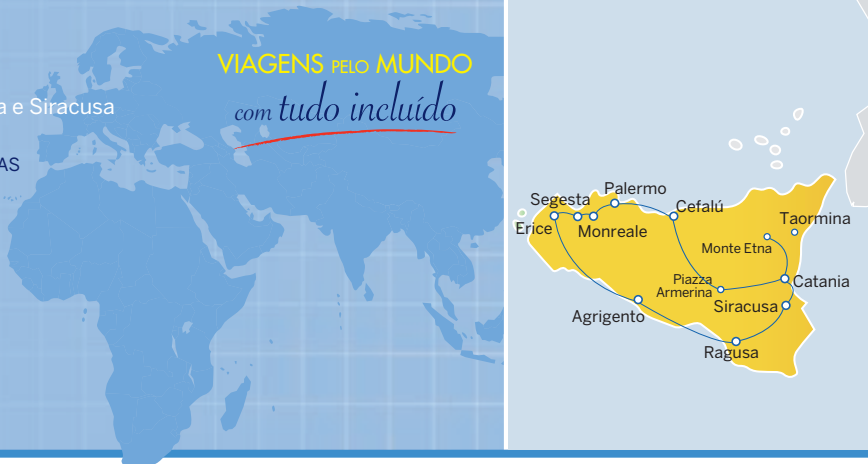 VIAGENS PELO MUNDO
com tudo incluído
a e Siracusa
AS
Palermo
Segesta
Cefalú
Erice
Monreale
Taormina
Monte Etna
Piazza
Armerina
Catania
Siracusa
Agrigento
Ragusa